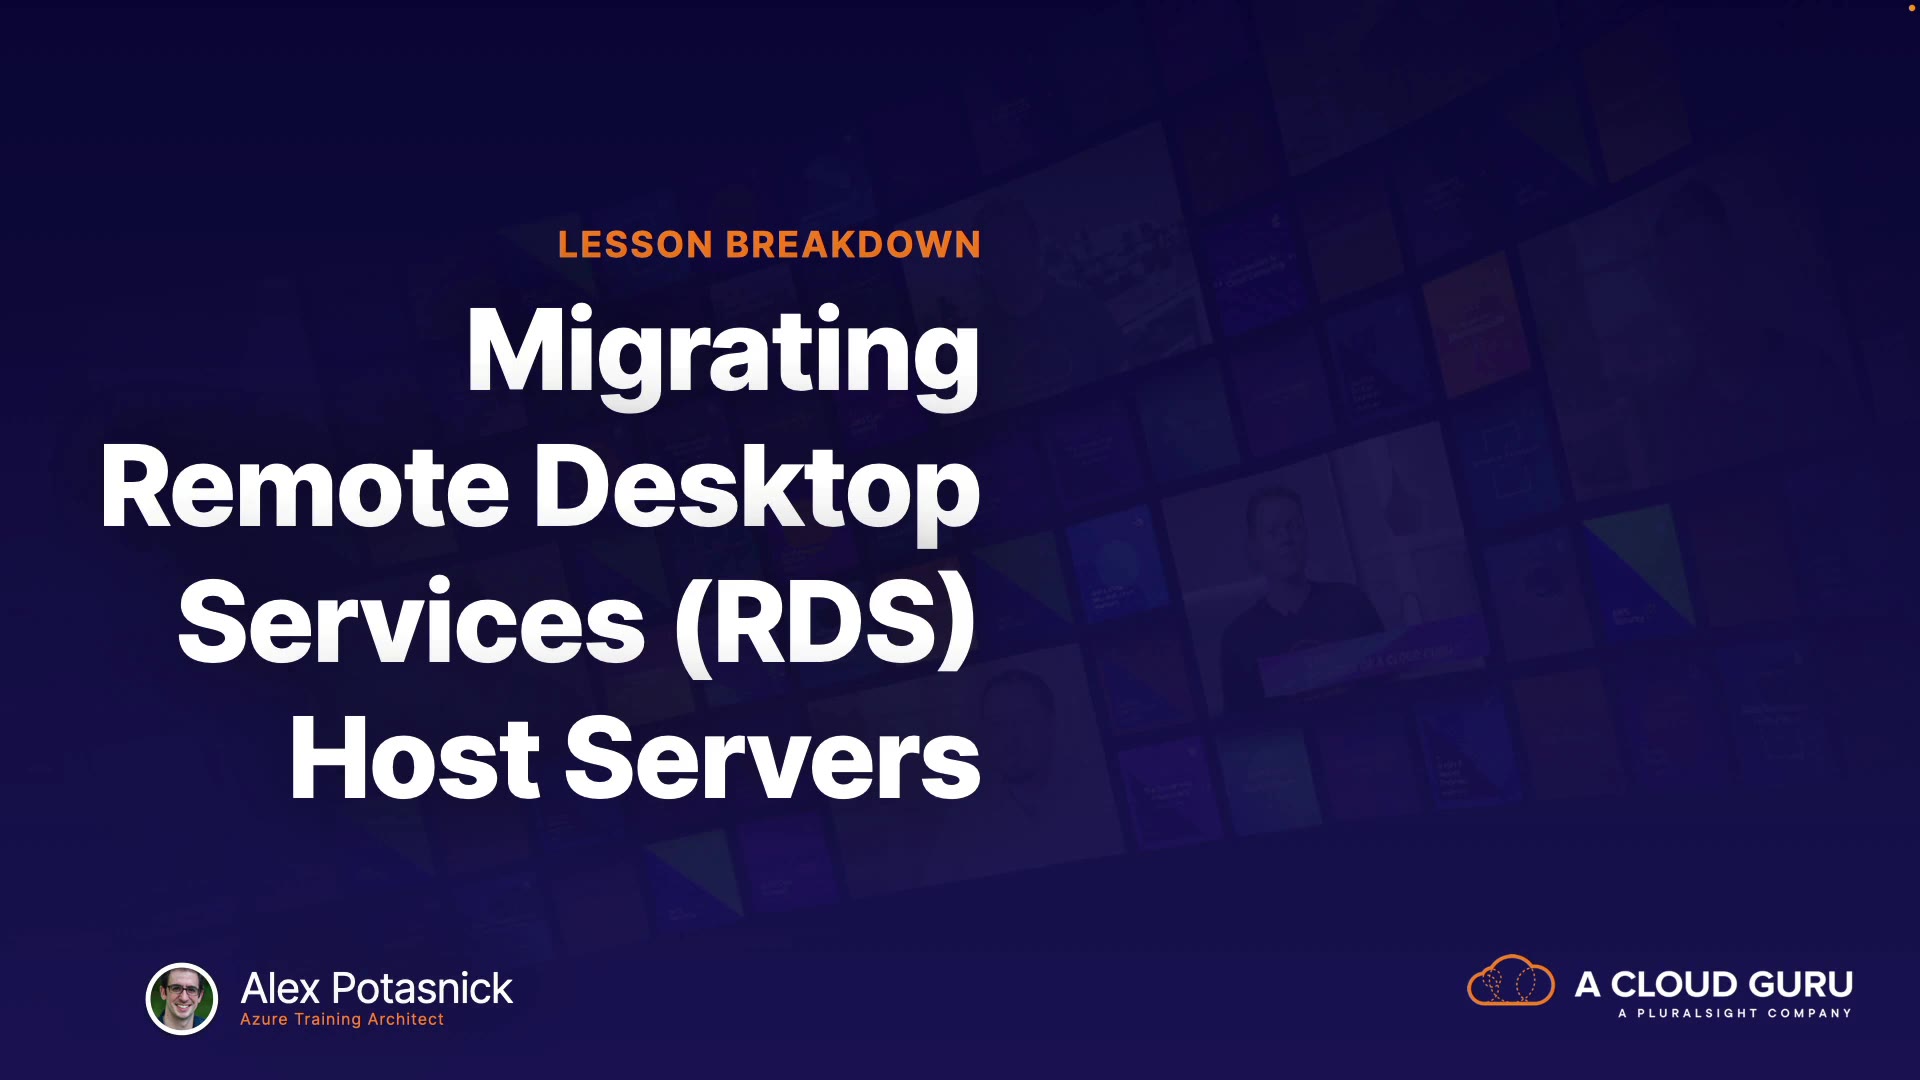 LESSON BREAKDOWN
Migrating
Remote Desktop
Services (RDS)
Host Servers
Alex Potasnick
Azure Training Architect
A CLOUD GURU
A PLURALSIGHT COMPANY